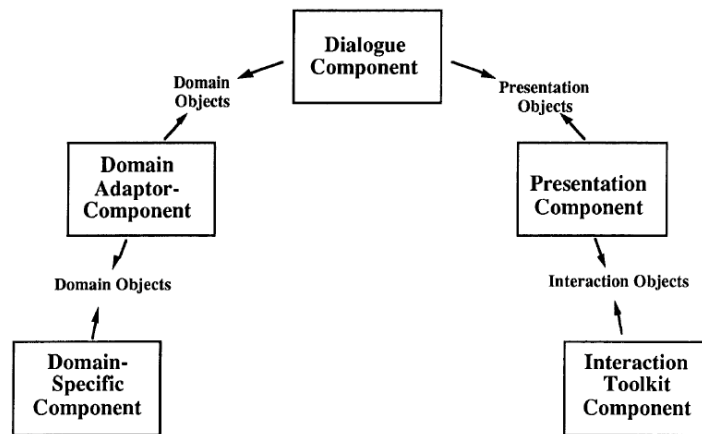 Dialogue
Component
Domain
Objects
Presentation
Objects
Domain
Adaptor-
Component
Presentation
Component
Domain Objects
Interaction Objects
Domain-
Specific
Component
Interaction
Toolkit
Component